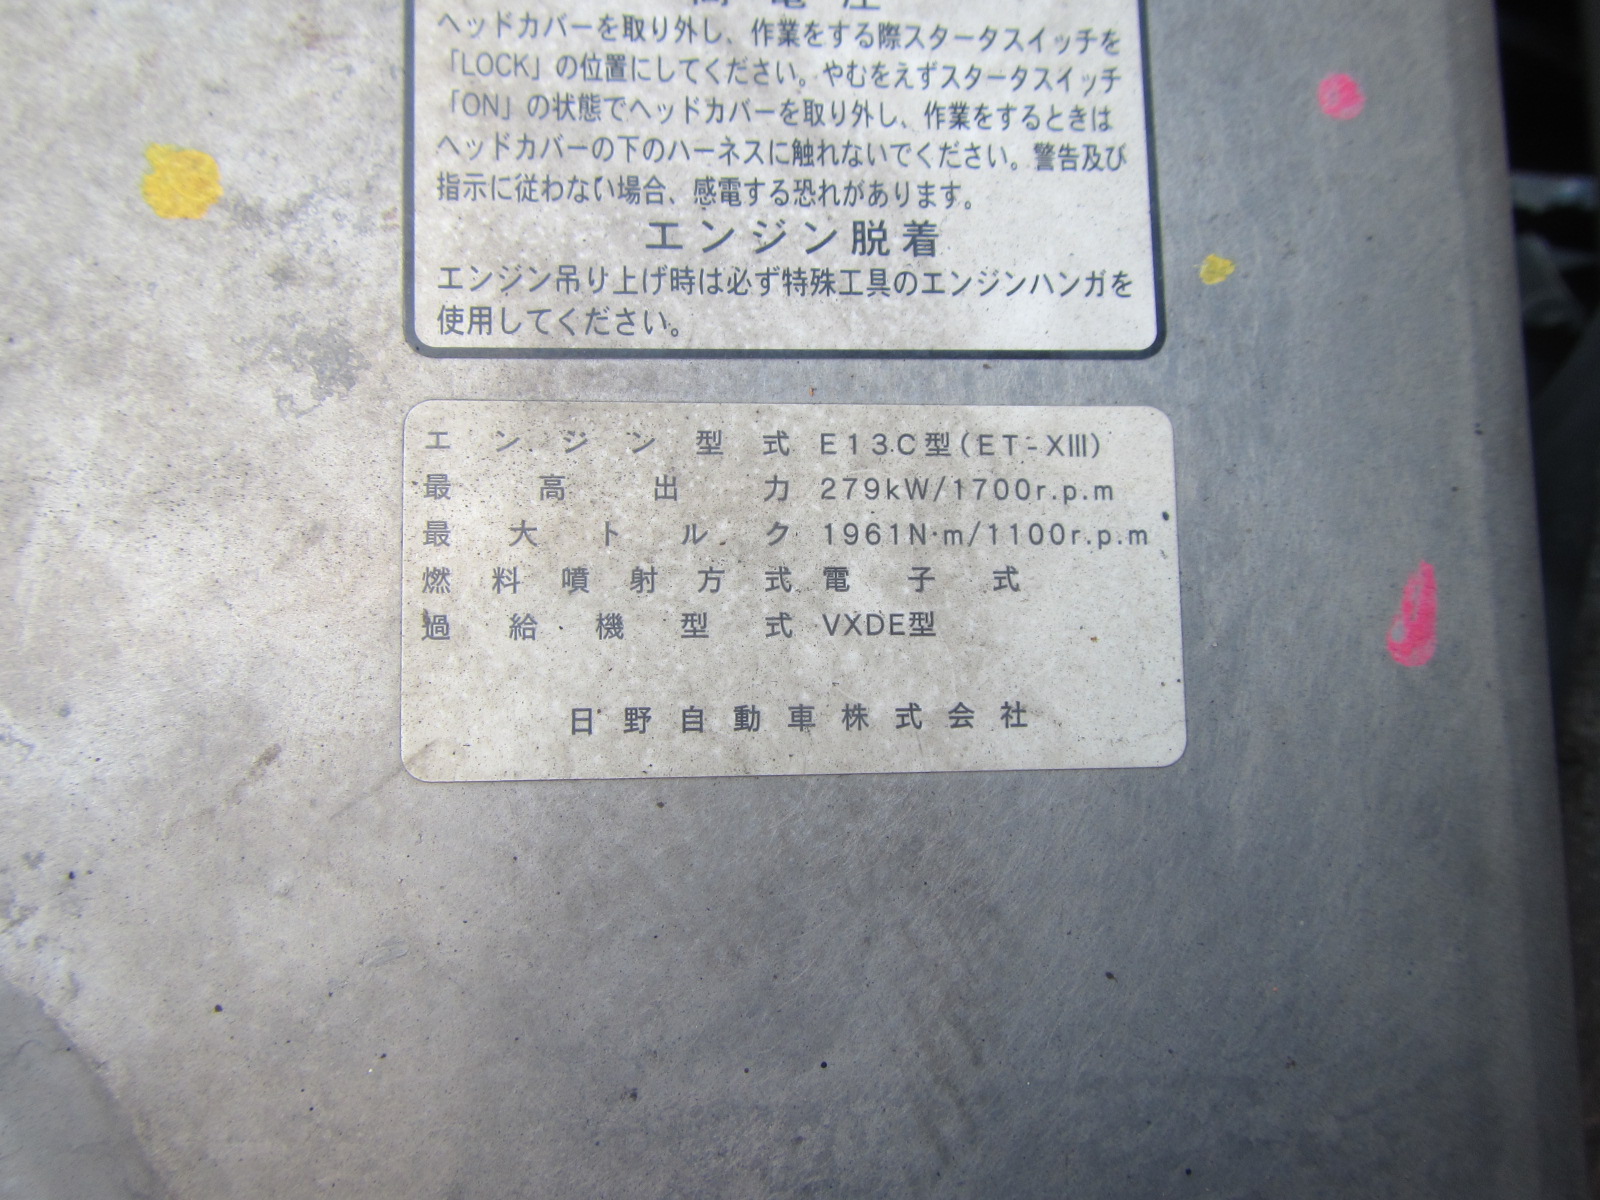 高電圧
ヘッドカバーを取り外し、作業をする際スタータスイッチを
「LOCK」の位置にしてください。やむをえずスタータスイッチ
「ON」の状態でヘッドカバーを取り外し、作業をするときは
ヘッドカバーの下のハーネスに触れないでください。警告及び
指示に従わない場合、感電する恐れがあります。
エンジン脱着
エンジン吊り上げ時は必ず特殊工具のエンジンハンガを
使用してください。
エンジン型式 E13C型(ET-XIII)
最高出力 279kW/1700r.p.m
最大トルク 1961N·m/1100r.p.m
燃料噴射方式 電子式
過給機型式 VXDE型
日野自動車株式会社